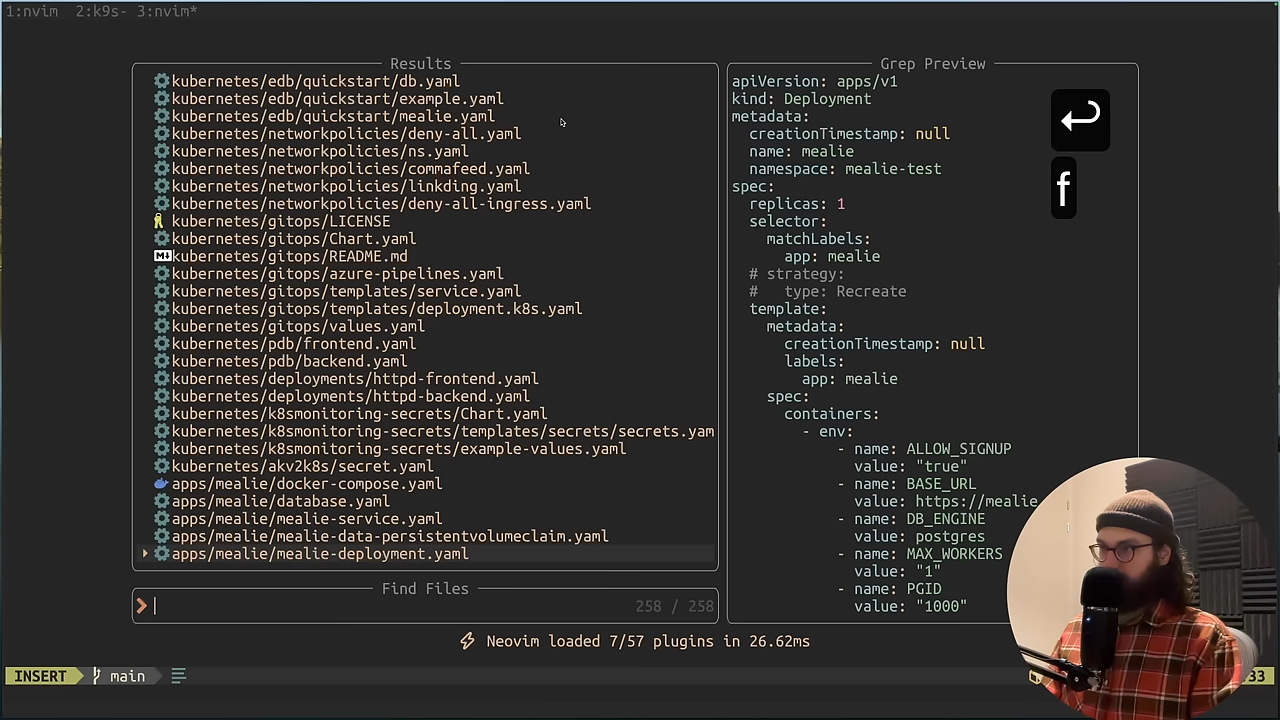 1:nvim  2:k9s- 3:nvim*
Results
kubernetes/edb/quickstart/db.yaml
kubernetes/edb/quickstart/example.yaml
kubernetes/edb/quickstart/mealie.yaml
kubernetes/networkpolicies/deny-all.yaml
kubernetes/networkpolicies/ns.yaml
kubernetes/networkpolicies/commafeed.yaml
kubernetes/networkpolicies/linkding.yaml
kubernetes/networkpolicies/deny-all-ingress.yaml
kubernetes/gitops/LICENSE
kubernetes/gitops/Chart.yaml
M↓ kubernetes/gitops/README.md
kubernetes/gitops/azure-pipelines.yaml
kubernetes/gitops/templates/service.yaml
kubernetes/gitops/templates/deployment.k8s.yaml
kubernetes/gitops/values.yaml
kubernetes/pdb/frontend.yaml
kubernetes/pdb/backend.yaml
kubernetes/deployments/httpd-frontend.yaml
kubernetes/deployments/httpd-backend.yaml
kubernetes/k8smonitoring-secrets/Chart.yaml
kubernetes/k8smonitoring-secrets/templates/secrets/secrets.yam
kubernetes/k8smonitoring-secrets/example-values.yaml
kubernetes/akv2k8s/secret.yaml
apps/mealie/docker-compose.yaml
apps/mealie/database.yaml
apps/mealie/mealie-service.yaml
apps/mealie/mealie-data-persistentvolumeclaim.yaml
apps/mealie/mealie-deployment.yaml
Find Files
258 / 258
Grep Preview
apiVersion: apps/v1
kind: Deployment
metadata:
  creationTimestamp: null
  name: mealie
  namespace: mealie-test
spec:
  replicas: 1
  selector:
    matchLabels:
      app: mealie
  # strategy:
  #   type: Recreate
  template:
    metadata:
      creationTimestamp: null
      labels:
        app: mealie
    spec:
      containers:
        - env:
            - name: ALLOW_SIGNUP
              value: "true"
            - name: BASE_URL
              value: https://mealie
            - name: DB_ENGINE
              value: postgres
            - name: MAX_WORKERS
              value: "1"
            - name: PGID
              value: "1000"
f
Neovim loaded 7/57 plugins in 26.62ms
INSERT main
33